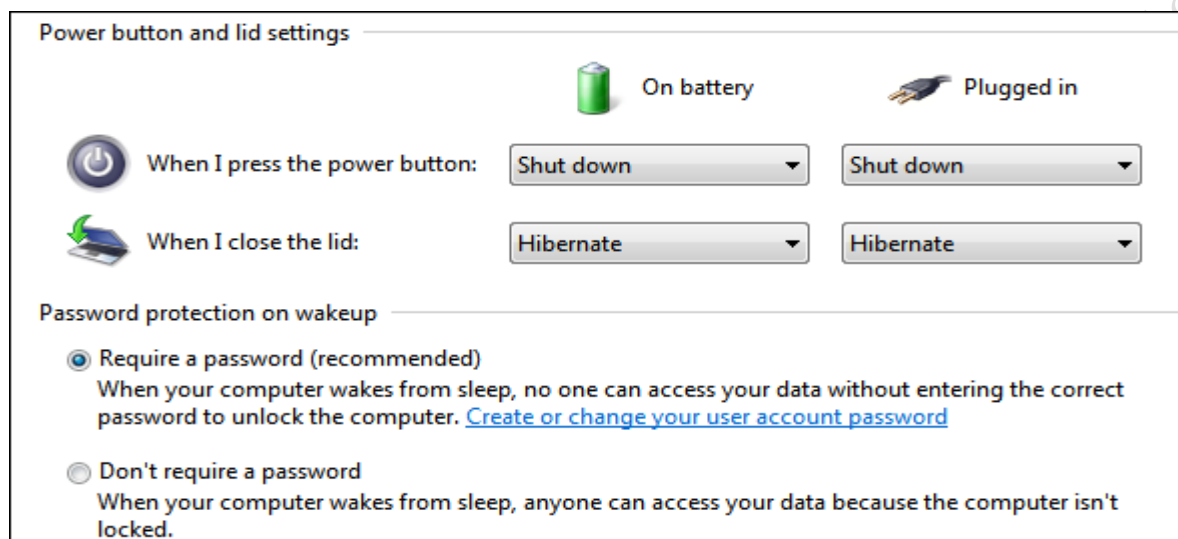 Power button and lid settings
On battery Plugged in
When I press the power button: Shut down Shut down
When I close the lid: Hibernate Hibernate
Password protection on wakeup
Require a password (recommended)
When your computer wakes from sleep, no one can access your data without entering the correct
password to unlock the computer. Create or change your user account password
Don't require a password
When your computer wakes from sleep, anyone can access your data because the computer isn't
locked.